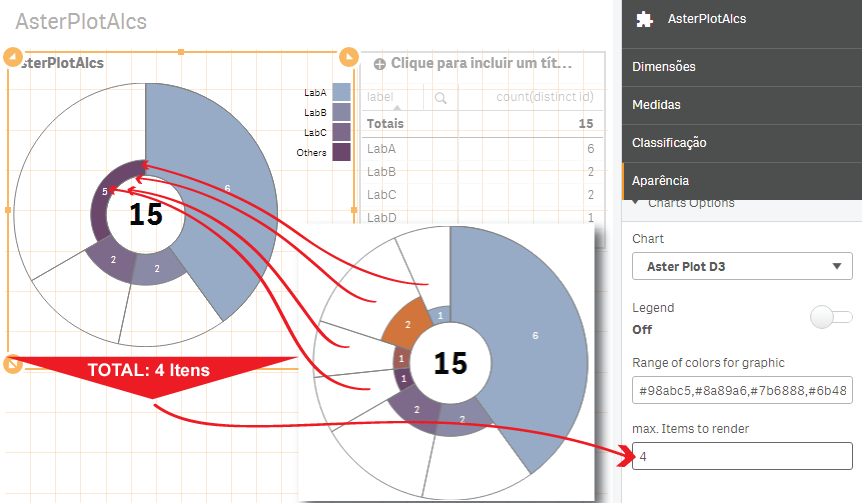 AsterPlotAlcs
sterPlotAlcs
LabA
LabB
LabC
Others
6
5
2
2
15
Clique para incluir um tít...
label
count(distinct id)
Totais 15
LabA 6
LabB 2
LabC 2
LabD 1
TOTAL: 4 Itens
6
1
2
1
1
2
2
15
AsterPlotAlcs
Dimensões
Medidas
Classificação
Aparência
Charts Options
Chart
Aster Plot D3
Legend
Off
Range of colors for graphic
#98abc5,#8a89a6,#7b6888,#6b48
max. Items to render
4